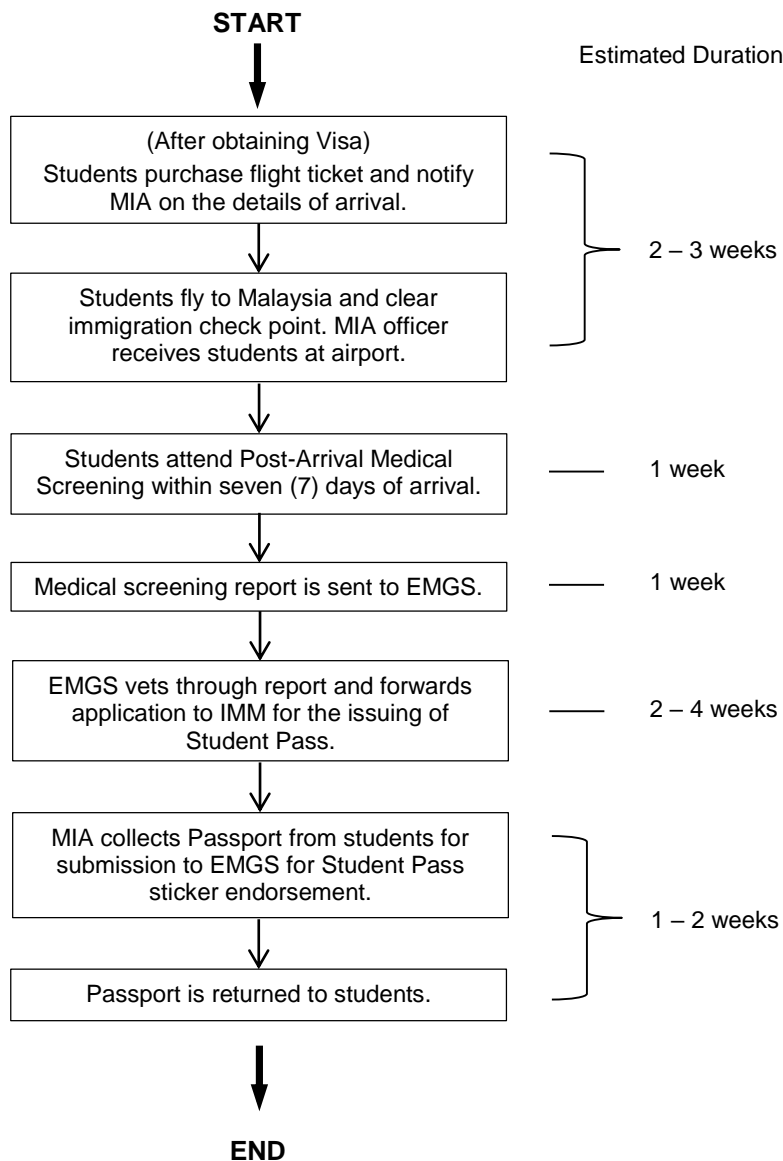 START
Estimated Duration
(After obtaining Visa)
Students purchase flight ticket and notify
MIA on the details of arrival.
2 – 3 weeks
Students fly to Malaysia and clear
immigration check point. MIA officer
receives students at airport.
Students attend Post-Arrival Medical
Screening within seven (7) days of arrival.
1 week
Medical screening report is sent to EMGS.
1 week
EMGS vets through report and forwards
application to IMM for the issuing of
Student Pass.
2 – 4 weeks
MIA collects Passport from students for
submission to EMGS for Student Pass
sticker endorsement.
1 – 2 weeks
Passport is returned to students.
END